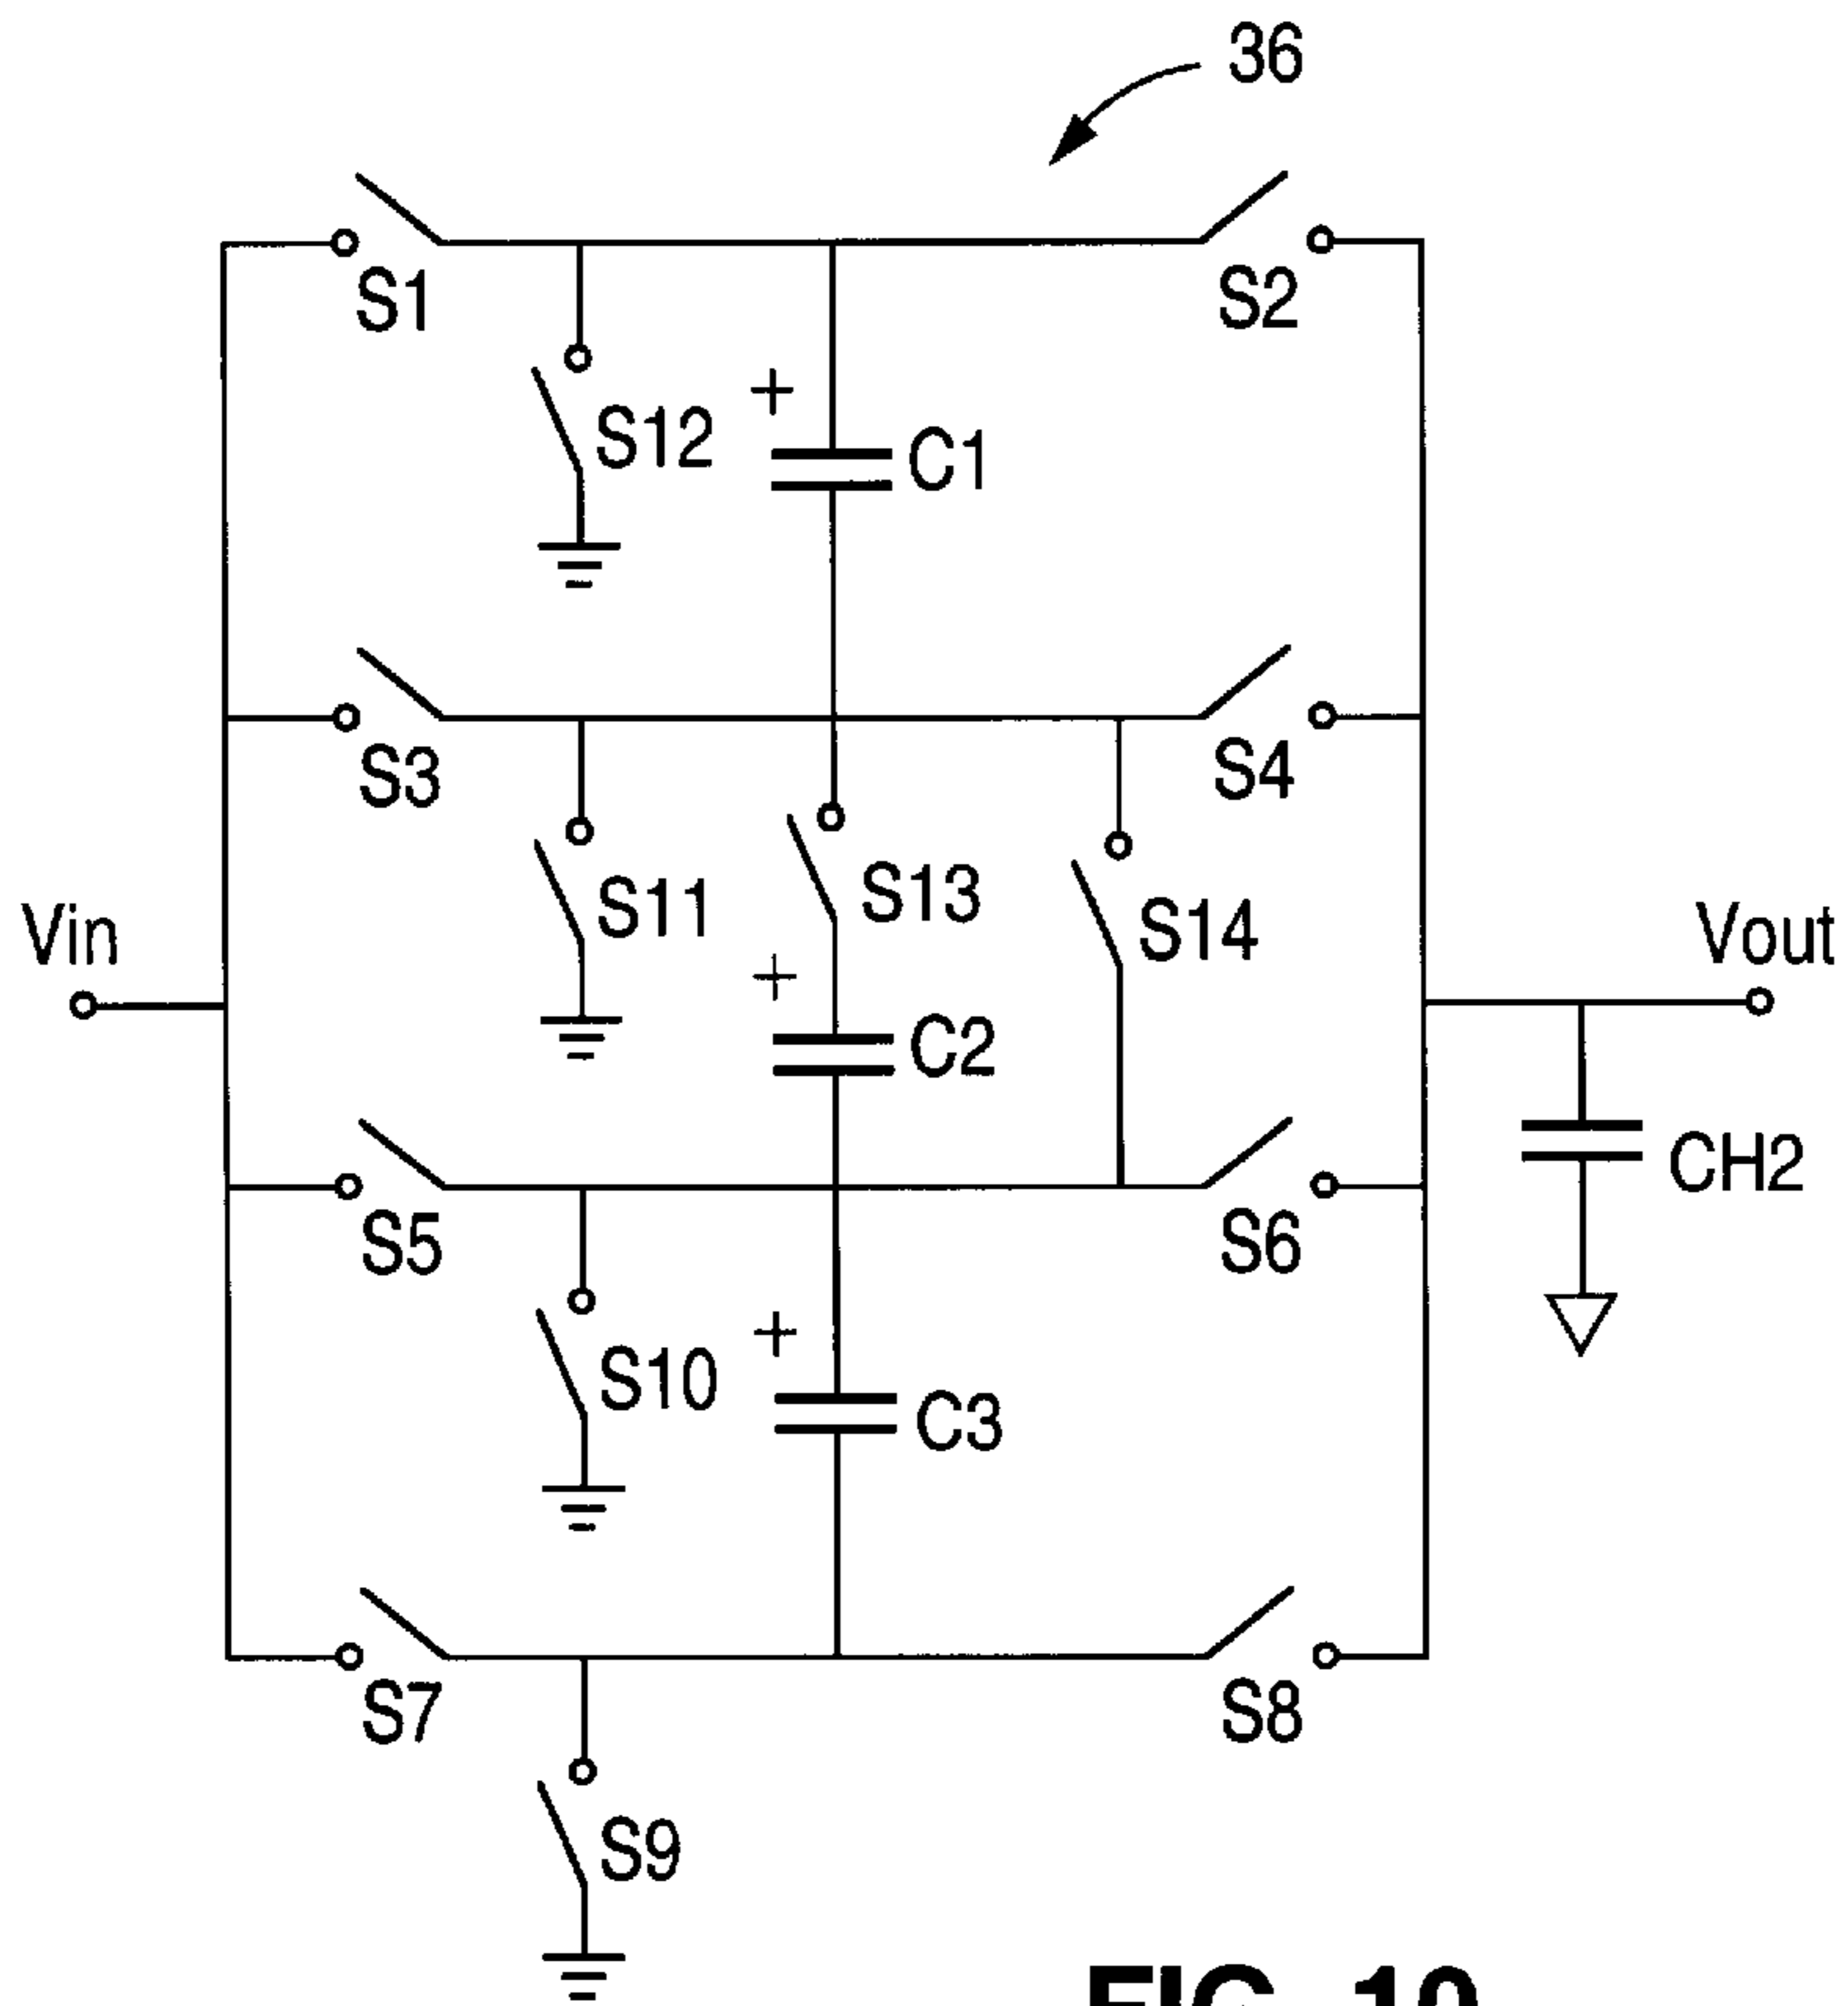 36
S1
S2
S12
+
C1
S3
S4
S11
S13
S14
Vin
Vout
+
C2
CH2
S5
S6
+
S10
C3
S7
S8
S9